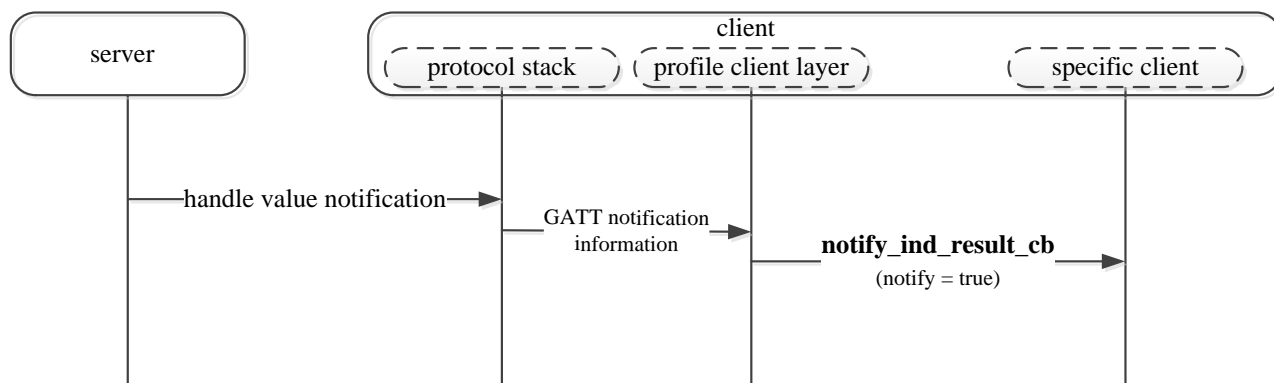 client
server
protocol stack
profile client layer
specific client
handle value notification
GATT notification
information
notify_ind_result_cb
(notify = true)